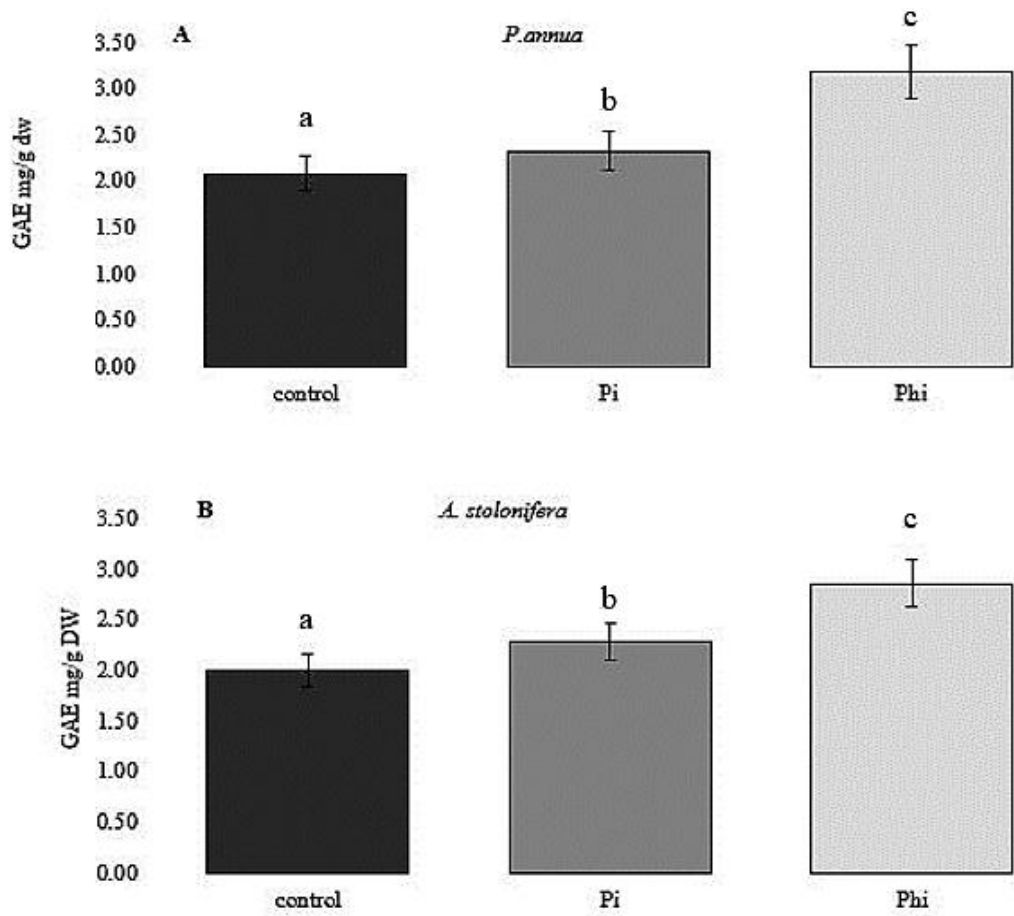 A
P.annua
GAE mg/g dw
3.50
3.00
2.50
2.00
1.50
1.00
0.50
0.00
a
b
c
control
Pi
Phi
B
A. stolonifera
GAE mg/g DW
3.50
3.00
2.50
2.00
1.50
1.00
0.50
0.00
a
b
c
control
Pi
Phi